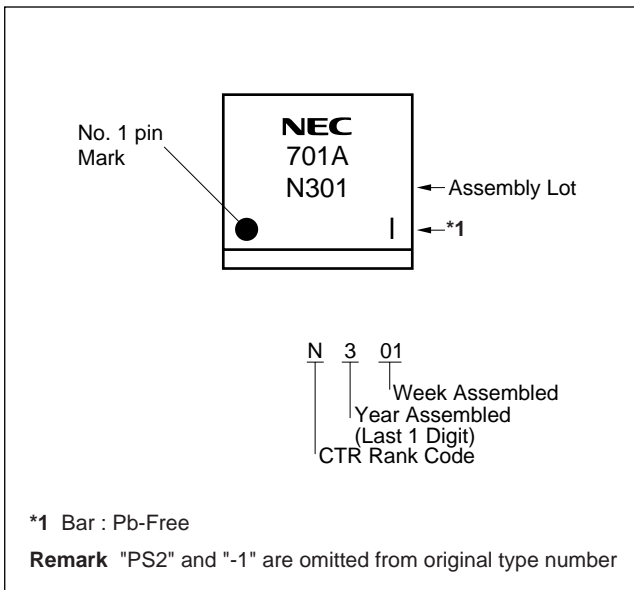 No. 1 pin
Mark
NEC
701A
N301
Assembly Lot
*1
N 3 01
Week Assembled
Year Assembled
(Last 1 Digit)
CTR Rank Code
*1 Bar : Pb-Free
Remark "PS2" and "-1" are omitted from original type number